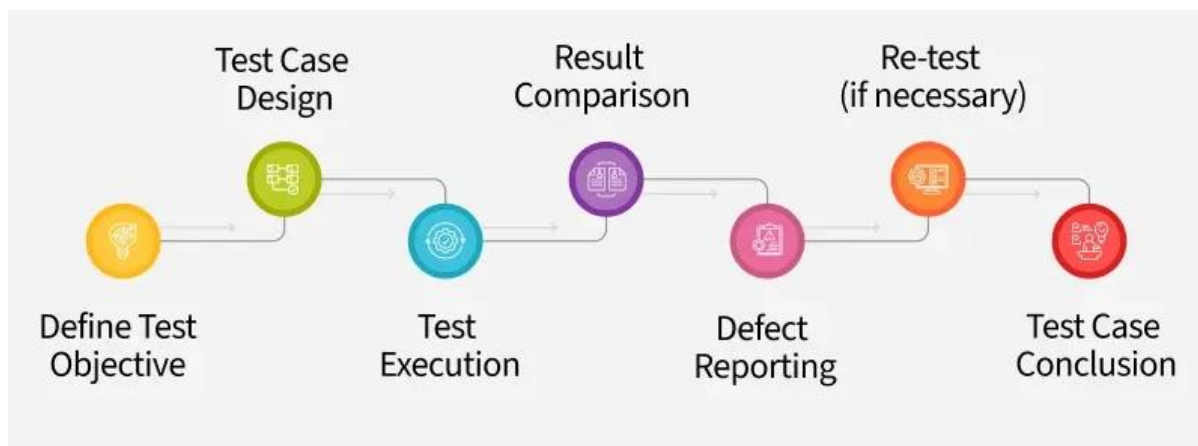 Define Test
Objective
Test Case
Design
Test
Execution
Result
Comparison
Defect
Reporting
Re-test
(if necessary)
Test Case
Conclusion